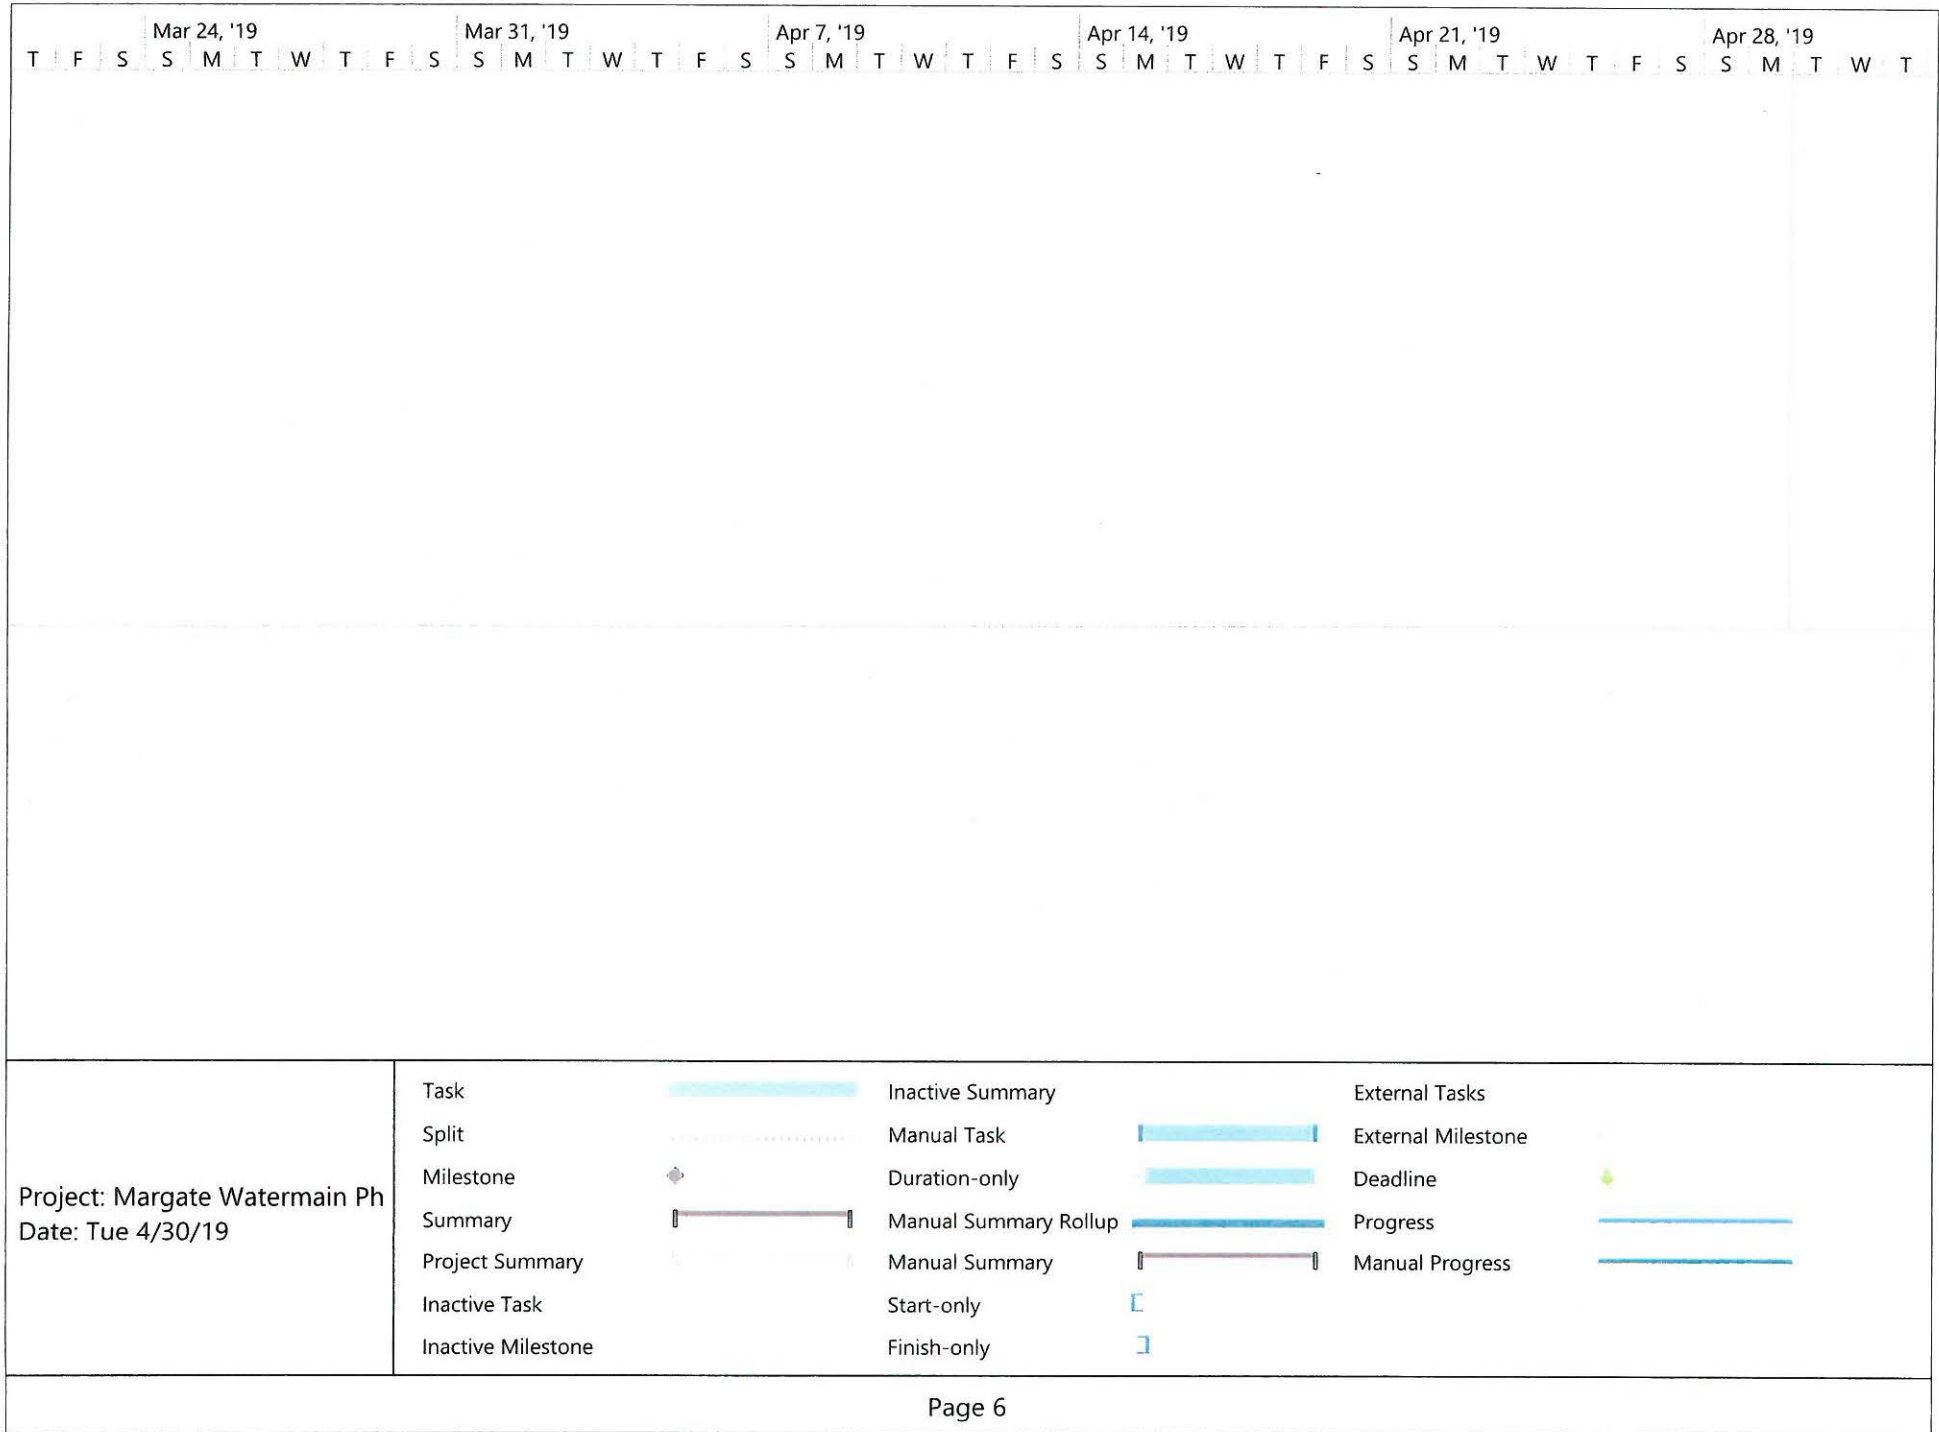 Mar 24, '19 Mar 31, '19 Apr 7, '19 Apr 14, '19 Apr 21, '19 Apr 28, '19
T F S S M T W T F S S M T W T F S S M T W T F S S M T W T F S S M T W T F S S M T W T
Project: Margate Watermain Ph
Date: Tue 4/30/19
Task
Split
Milestone
Summary
Project Summary
Inactive Task
Inactive Milestone
Inactive Summary
Manual Task
Duration-only
Manual Summary Rollup
Manual Summary
Start-only
Finish-only
External Tasks
External Milestone
Deadline
Progress
Manual Progress
Page 6